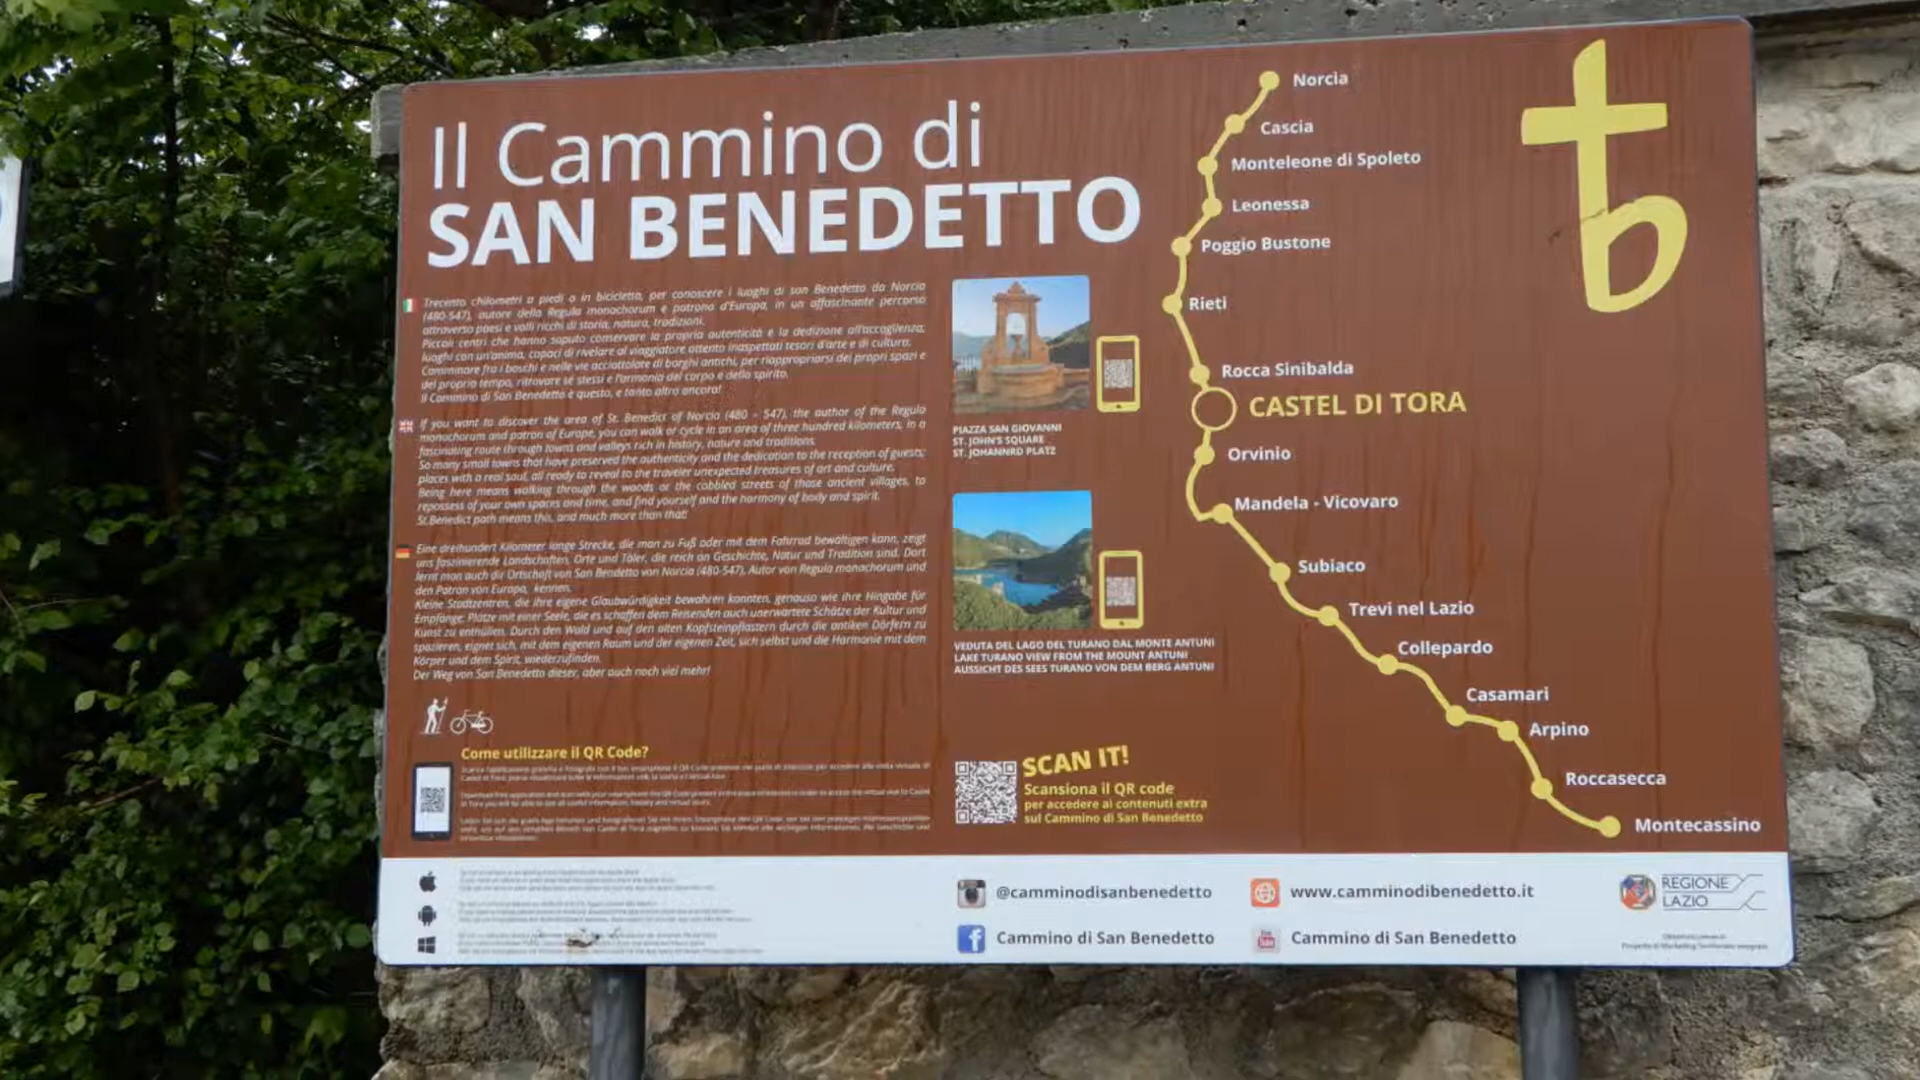 Il Cammino di
SAN BENEDETTO
Trecento chilometri a piedi o in bicicletta, per conoscere i luoghi di san Benedetto da Norcia
(480-547), autore della Regula monachorum e patrono d'Europa, in un affascinante percorso
attraverso paesi e valli ricchi di storia, natura, tradizioni.
Piccoli centri che hanno saputo conservare la propria autenticità e la dedizione all'accoglienza;
luoghi con un'anima, capaci di rivelare al viaggiatore attento inaspettati tesori d'arte e di cultura.
Camminare fra i boschi e nelle vie acciottolate di borghi antichi, per riappropriarsi dei propri spazi e
del proprio tempo, ritrovare sé stessi e l'armonia del corpo e dello spirito.
Il Cammino di San Benedetto è questo, e tanto altro ancora!
If you want to discover the area of St. Benedict of Norcia (480 - 547), the author of the Regula
monachorum and patron of Europe, you can walk or cycle in an area of three hundred kilometers, in a
fascinating route through towns and valleys rich in history, nature and traditions.
So many small towns that have preserved the authenticity and the dedication to the reception of guests;
places with a real soul, all ready to reveal to the traveler unexpected treasures of art and culture.
Being here means walking through the woods or the cobbled streets of those ancient villages, to
repossess of your own spaces and time, and find yourself and the harmony of body and spirit.
St.Benedict path means this, and much more than that!
Eine dreihundert Kilometer lange Strecke, die man zu Fuß oder mit dem Fahrrad bewältigen kann, zeigt
uns faszinierende Landschaften, Orte und Täler, die reich an Geschichte, Natur und Tradition sind. Dort
lernt man auch die Ortschaft von San Bendetto von Norcia (480-547), Autor von Regula monachorum und
den Patron von Europa, kennen.
Kleine Stadtzentren, die ihre eigene Glaubwürdigkeit bewahren konnten, genauso wie ihre Hingabe für
Empfänge; Plätze mit einer Seele, die es schaffen dem Reisenden auch unerwartete Schätze der Kultur und
Kunst zu enthüllen. Durch den Wald und auf den alten Kopfsteinpflastern durch die antiken Dörfern zu
spazieren, eignet sich, mit dem eigenen Raum und der eigenen Zeit, sich selbst und die Harmonie mit dem
Körper und dem Spirit, wiederzufinden.
Der Weg von San Benedetto dieser, aber auch noch viel mehr!
PIAZZA SAN GIOVANNI
ST. JOHN'S SQUARE
ST. JOHANNRD PLATZ
VEDUTA DEL LAGO DEL TURANO DAL MONTE ANTUNI
LAKE TURANO VIEW FROM THE MOUNT ANTUNI
AUSSICHT DES SEES TURANO VON DEM BERG ANTUNI
Norcia
Cascia
Monteleone di Spoleto
Leonessa
Poggio Bustone
Rieti
Rocca Sinibalda
CASTEL DI TORA
Orvinio
Mandela - Vicovaro
Subiaco
Trevi nel Lazio
Collepardo
Casamari
Arpino
Roccasecca
Montecassino
Come utilizzare il QR Code?
SCAN IT!
Scansiona il QR code
per accedere ai contenuti extra
sul Cammino di San Benedetto
@camminodisanbenedetto
www.camminodibenedetto.it
Cammino di San Benedetto
Cammino di San Benedetto
REGIONE
LAZIO